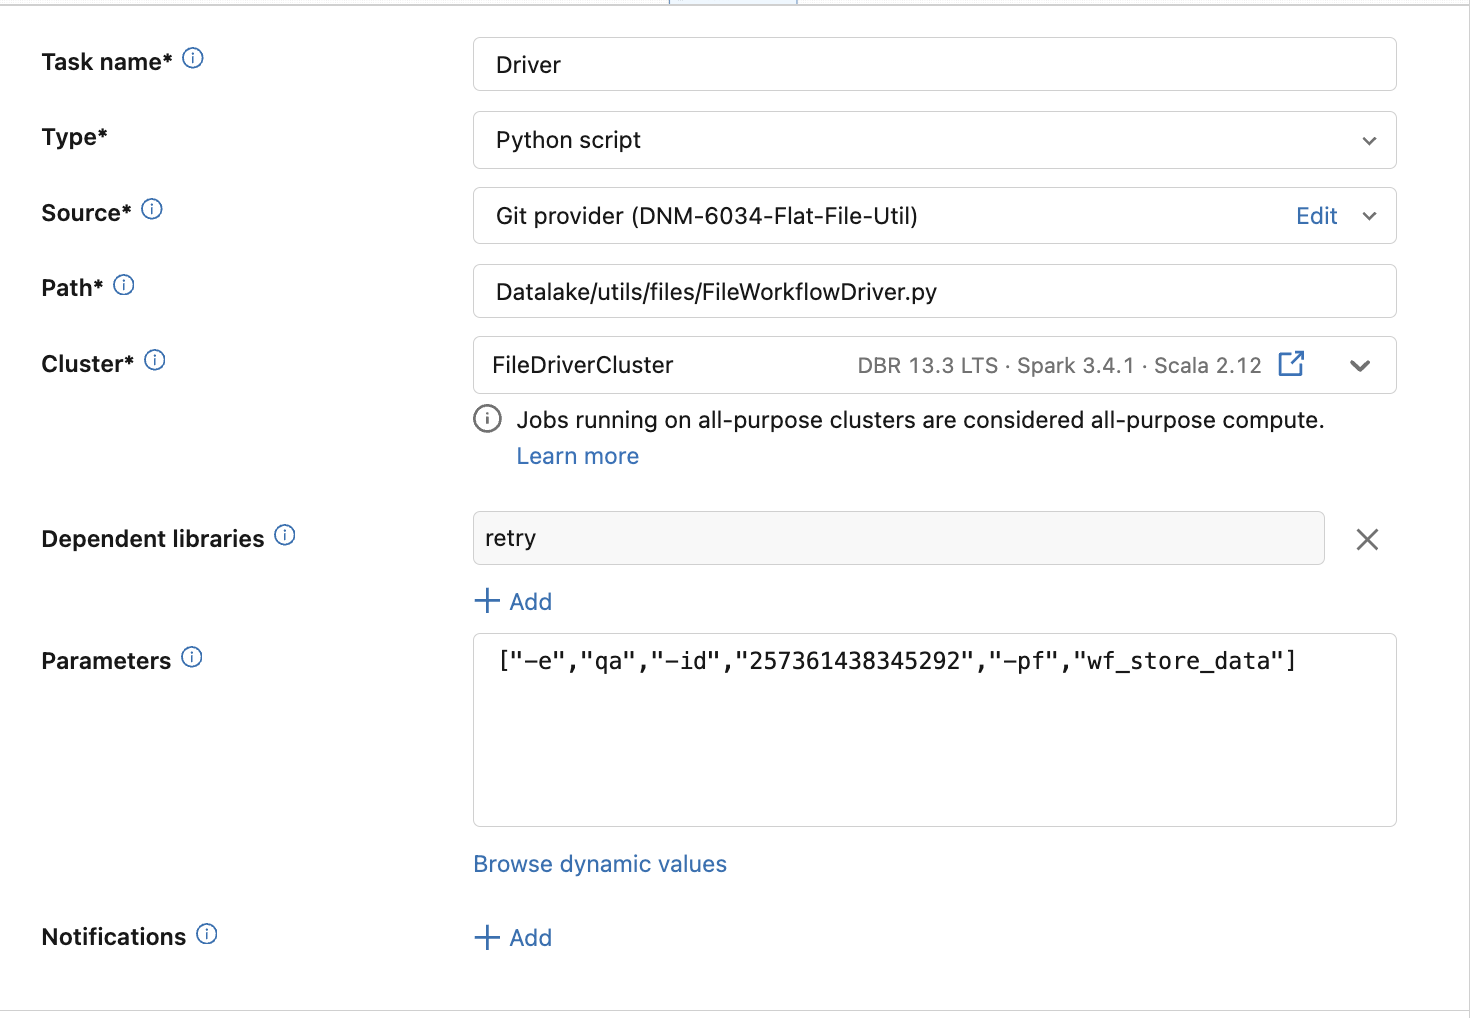 Task name*
Driver
Type*
Python script
Source*
Git provider (DNM-6034-Flat-File-Util)
Edit
Path*
Datalake/utils/files/FileWorkflowDriver.py
Cluster*
FileDriverCluster
DBR 13.3 LTS · Spark 3.4.1 · Scala 2.12
Jobs running on all-purpose clusters are considered all-purpose compute.
Learn more
Dependent libraries
retry
Add
Parameters
["-e","qa","-id","257361438345292","-pf","wf_store_data"]
Browse dynamic values
Notifications
Add